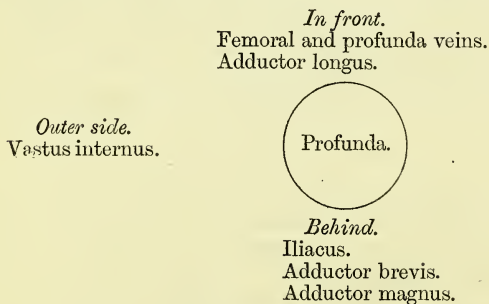 In front.
Femoral and profunda veins.
Adductor longus.
Outer side.
Vastus internus.
Profunda.
Behind.
Iliacus.
Adductor brevis.
Adductor magnus.